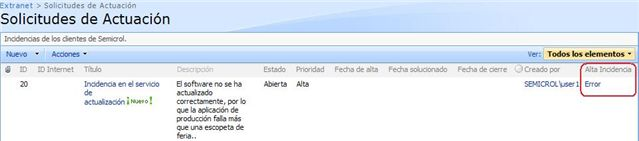 Extranet > Solicitudes de Actuación
Solicitudes de Actuación
Incidencias de los clientes de Semicrol.
Nuevo Acciones Ver: Todos los elementos
ID ID Internet Título Descripción Estado Prioridad Fecha de alta Fecha solucionado Fecha de cierre Creado por Alta Incidencia
20 Incidencia en el servicio de actualización ¡Nuevo! El software no se ha actualizado correctamente, por lo que la aplicación de producción falla más que una escopeta de feria.. Abierta Alta SEMICROL\user1 Error